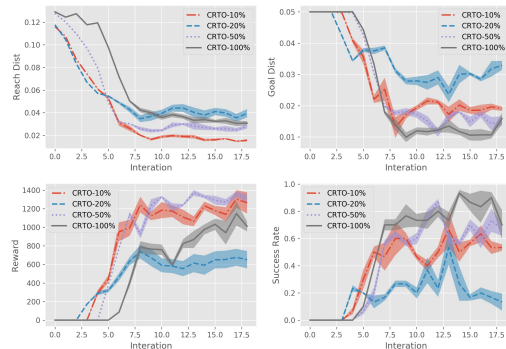 CRTO-10%
CRTO-20%
CRTO-50%
CRTO-100%
0.12
0.10
0.08
0.06
0.04
0.02
Reach Dist
0.0 2.5 5.0 7.5 10.0 12.5 15.0 17.5
Interation
CRTO-10%
CRTO-20%
CRTO-50%
CRTO-100%
0.05
0.04
0.03
0.02
0.01
Goal Dist
0.0 2.5 5.0 7.5 10.0 12.5 15.0 17.5
Interation
CRTO-10%
CRTO-20%
CRTO-50%
CRTO-100%
1400
1200
1000
800
600
400
200
0
Reward
0.0 2.5 5.0 7.5 10.0 12.5 15.0 17.5
Interation
CRTO-10%
CRTO-20%
CRTO-50%
CRTO-100%
1.0
0.8
0.6
0.4
0.2
0.0
Success Rate
0.0 2.5 5.0 7.5 10.0 12.5 15.0 17.5
Interation